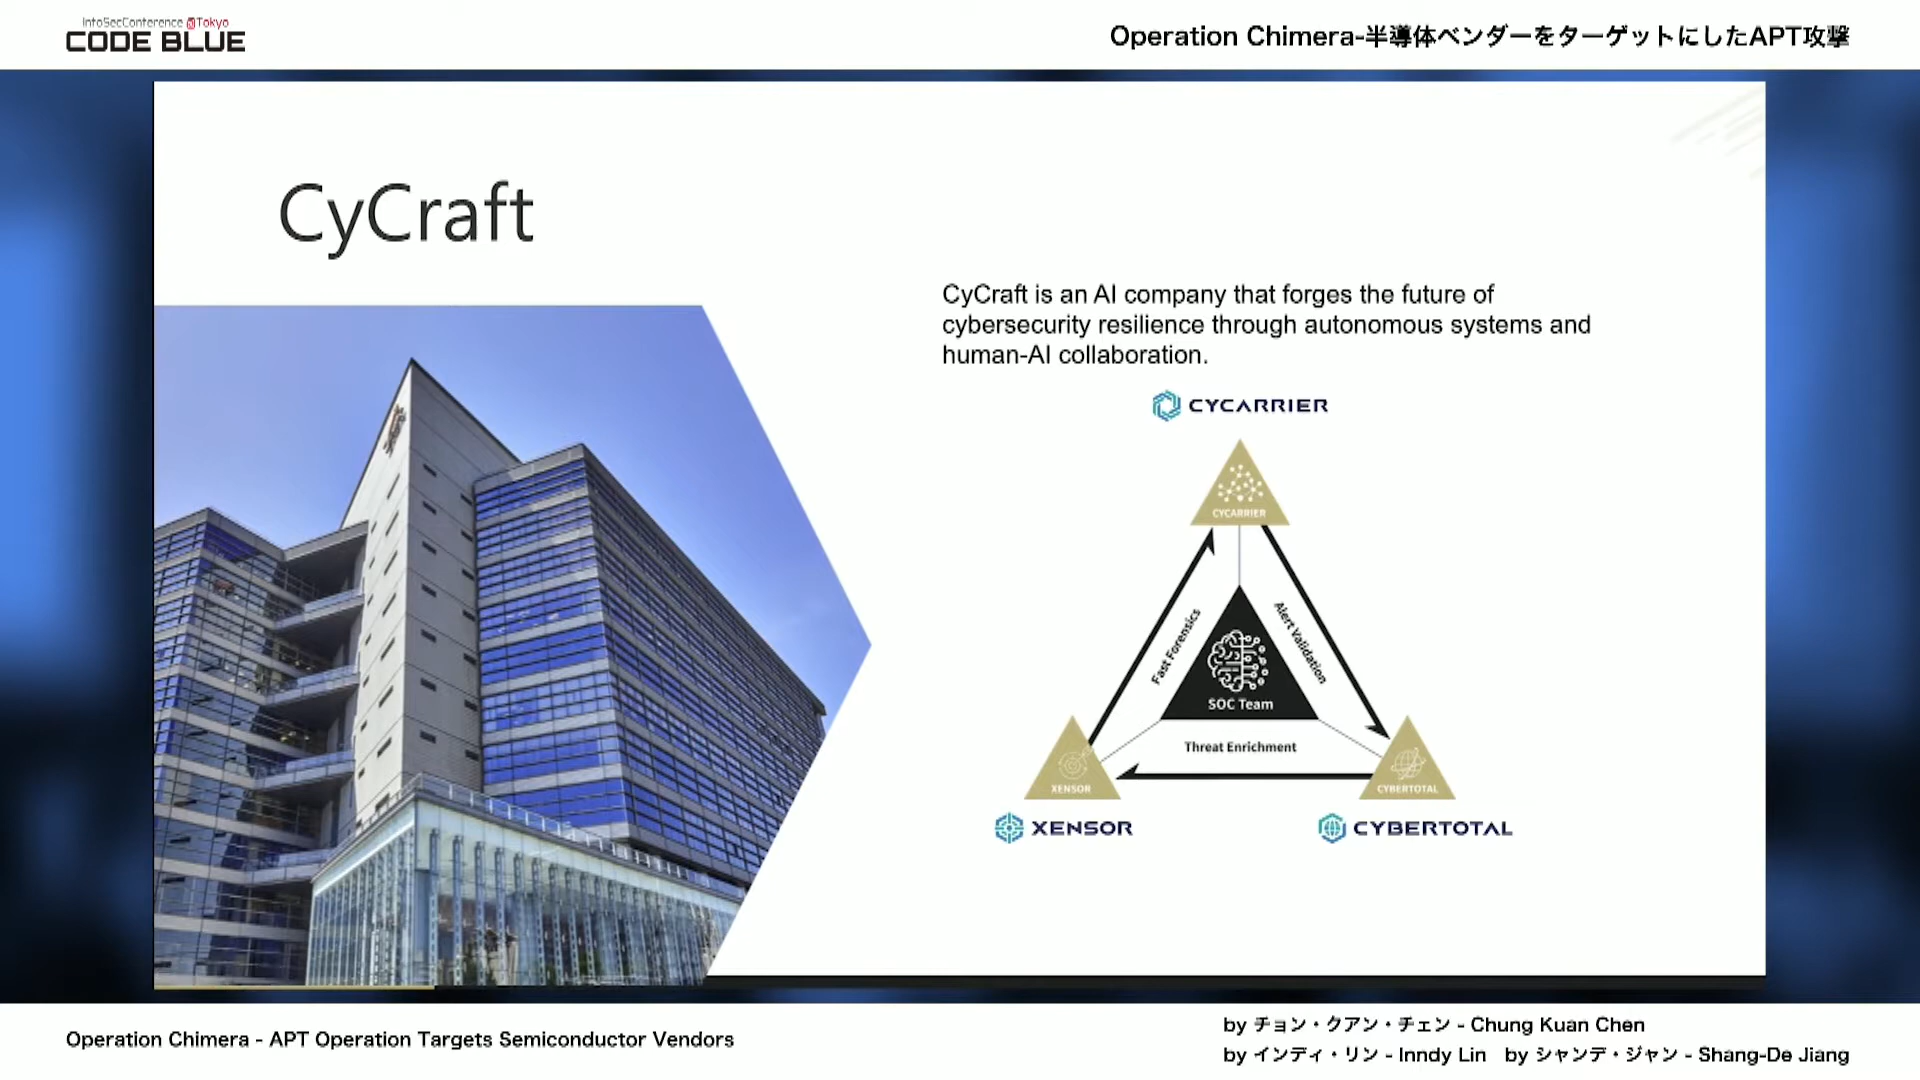 InfoSecConference @Tokyo
CODE BLUE
Operation Chimera-半導体ベンダーをターゲットにしたAPT攻撃
CyCraft
CyCraft is an AI company that forges the future of
cybersecurity resilience through autonomous systems and
human-AI collaboration.
CYCARRIER
CYCARRIER
Fast Forensics
Alert Validation
SOC Team
Threat Enrichment
XENSOR
CYBERTOTAL
XENSOR
CYBERTOTAL
Operation Chimera - APT Operation Targets Semiconductor Vendors
by チョン・クアン・チェン - Chung Kuan Chen
by インディ・リン - Inndy Lin by シャンデ・ジャン - Shang-De Jiang